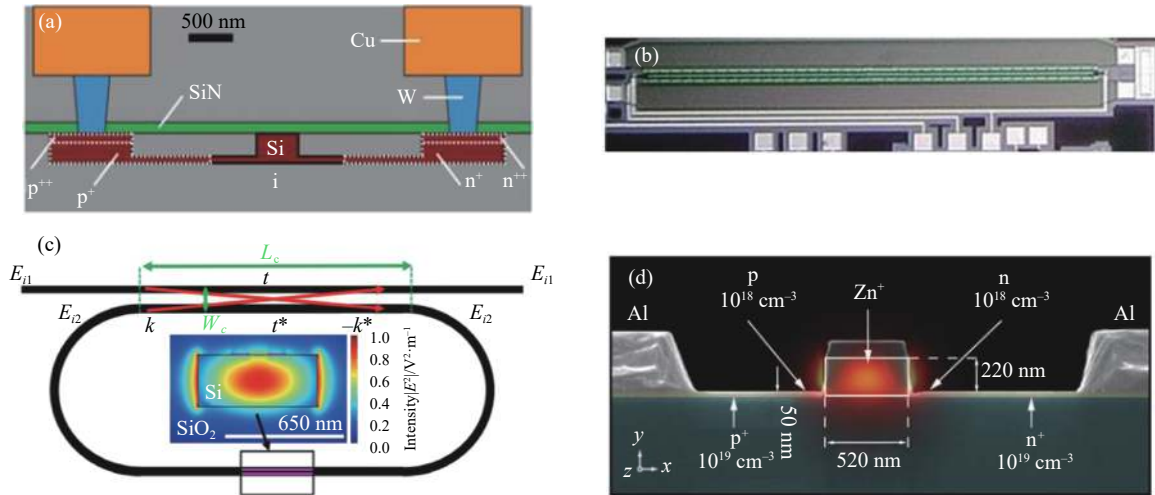 (a)
500 nm
Cu
SiN
W
Si
i
p++
p+
n+
n++
(b)
(c)
Lc
Ei1
t
Ei1
Ei2
k
Wc
t*
–k*
Ei2
Si
SiO2
650 nm
1.0
0.8
0.6
0.4
0.2
0.0
Intensity|E²|/V²·m⁻¹
(d)
p
10¹⁸ cm⁻³
Zn⁺
n
10¹⁸ cm⁻³
Al
Al
220 nm
50 nm
p⁺
10¹⁹ cm⁻³
520 nm
n⁺
10¹⁹ cm⁻³
y
z
x